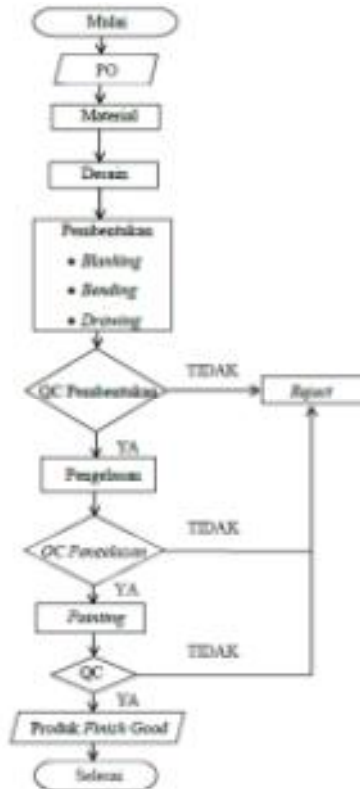 Mulai
PO
Material
Desain
Pembentukan
• Blanking
• Bending
• Drawing
QC Pembentukan
TIDAK
Reject
YA
Pengelasan
QC Pengelasan
TIDAK
YA
Painting
QC
TIDAK
YA
Produk Finish Good
Selesai